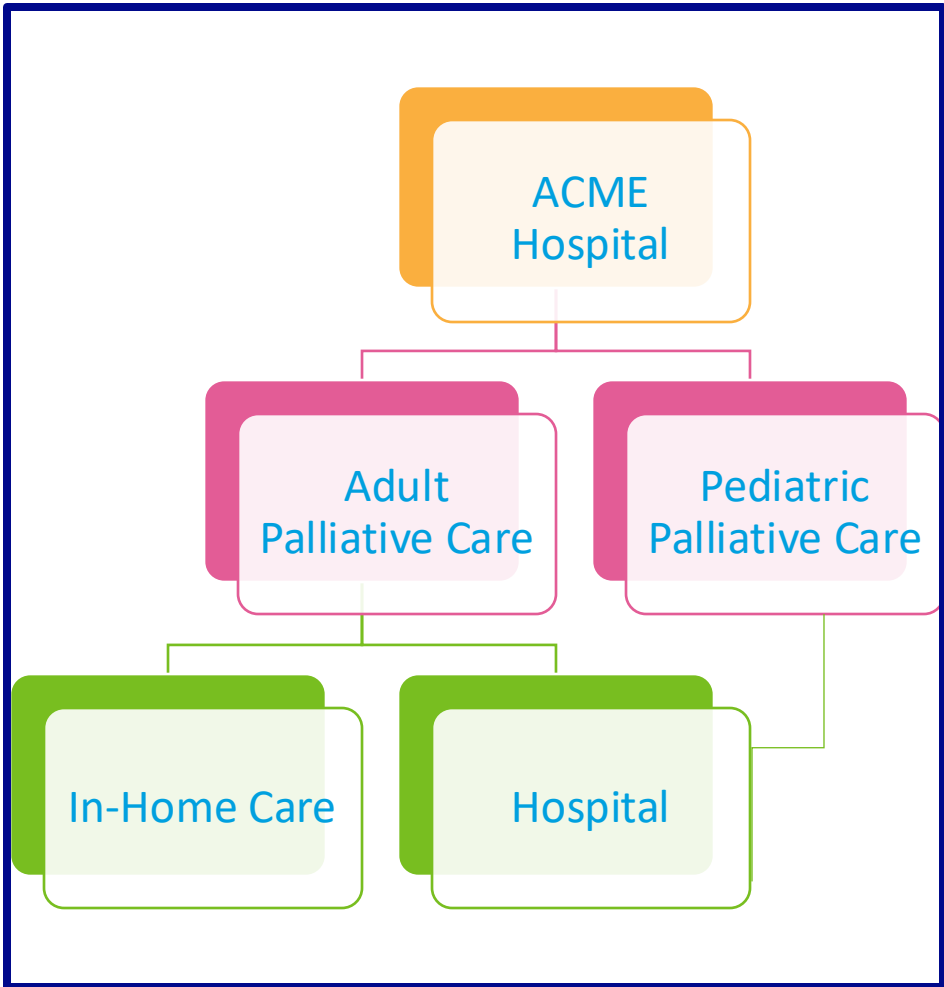 ACME
Hospital
Adult
Palliative Care
Pediatric
Palliative Care
In-Home Care
Hospital